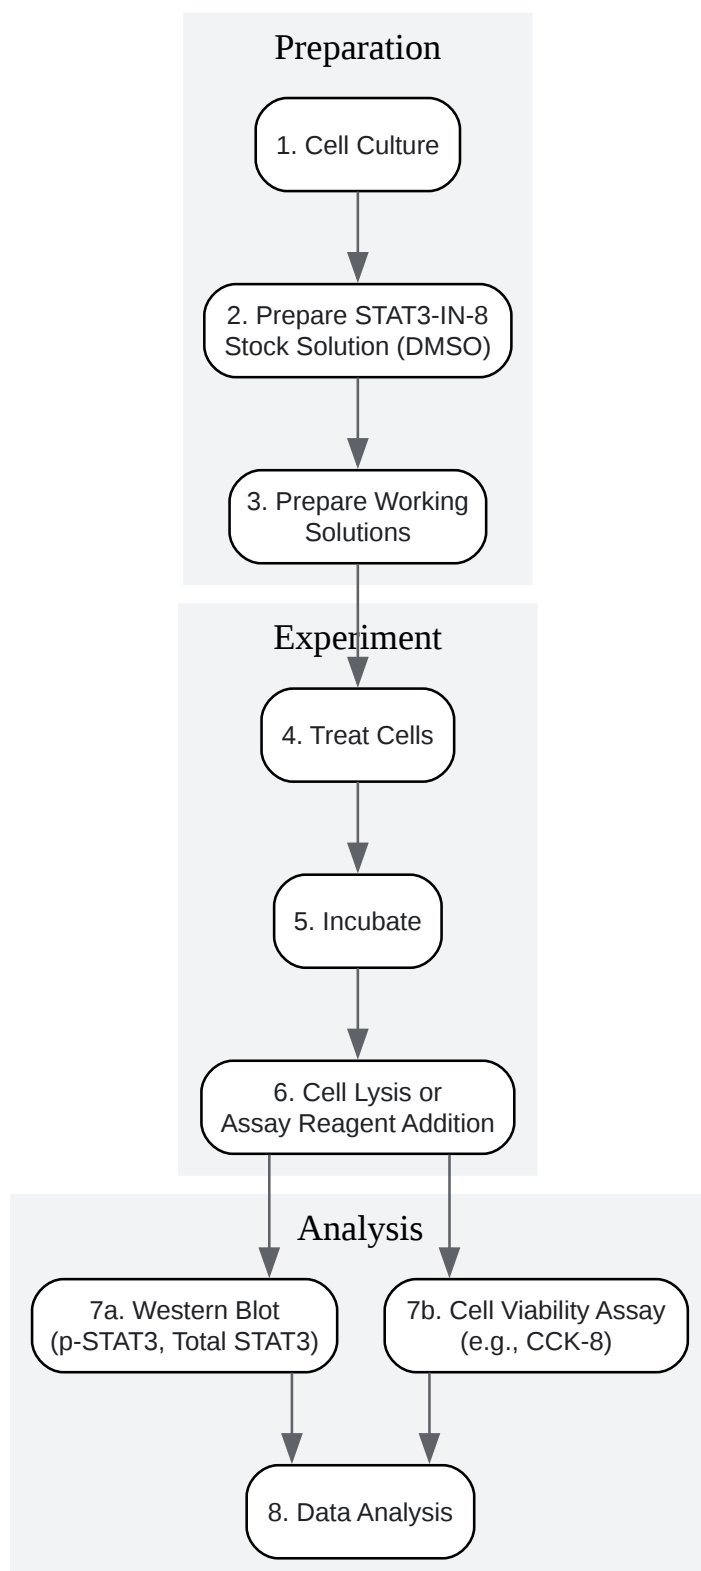 Preparation
1. Cell Culture
2. Prepare STAT3-IN-8
Stock Solution (DMSO)
3. Prepare Working
Solutions
Experiment
4. Treat Cells
5. Incubate
6. Cell Lysis or
Assay Reagent Addition
Analysis
7a. Western Blot
(p-STAT3, Total STAT3)
7b. Cell Viability Assay
(e.g., CCK-8)
8. Data Analysis